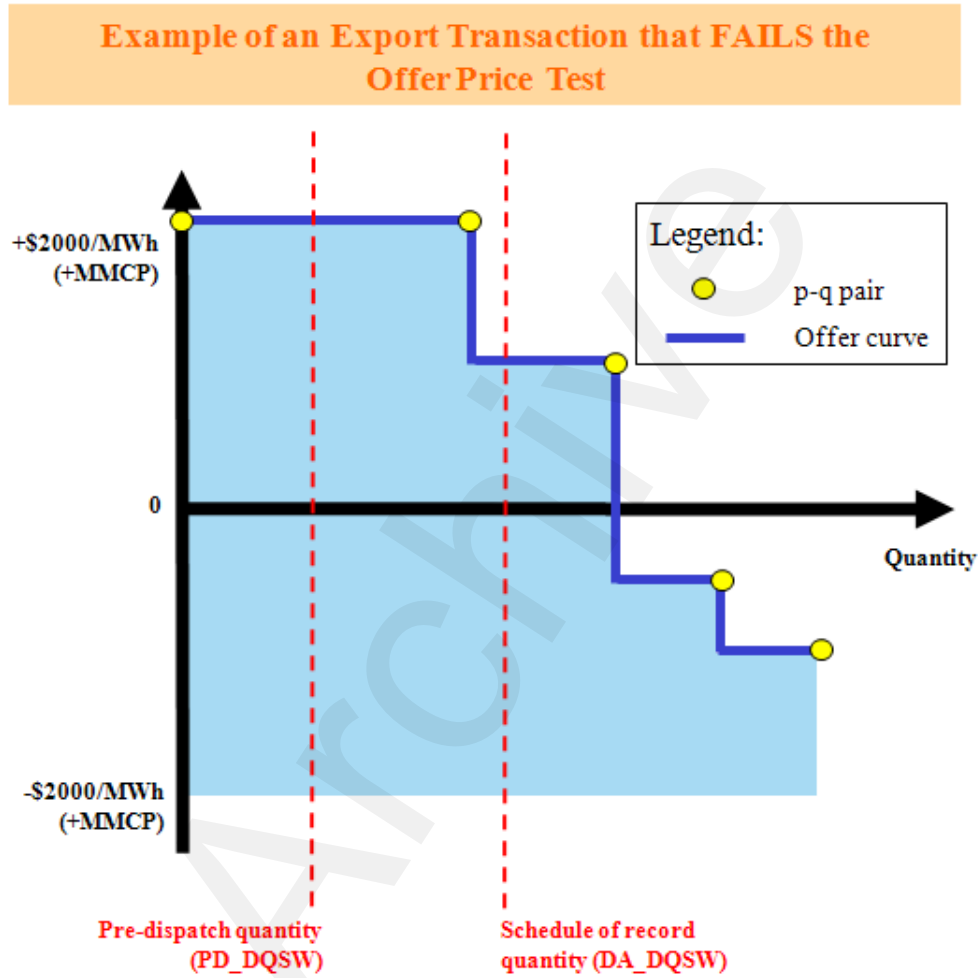 Example of an Export Transaction that FAILS the
Offer Price Test
+$2000/MWh
(+MMCP)
Legend:
p-q pair
Offer curve
0
Quantity
-$2000/MWh
(+MMCP)
Pre-dispatch quantity
(PD_DQSW)
Schedule of record
quantity (DA_DQSW)
Archive